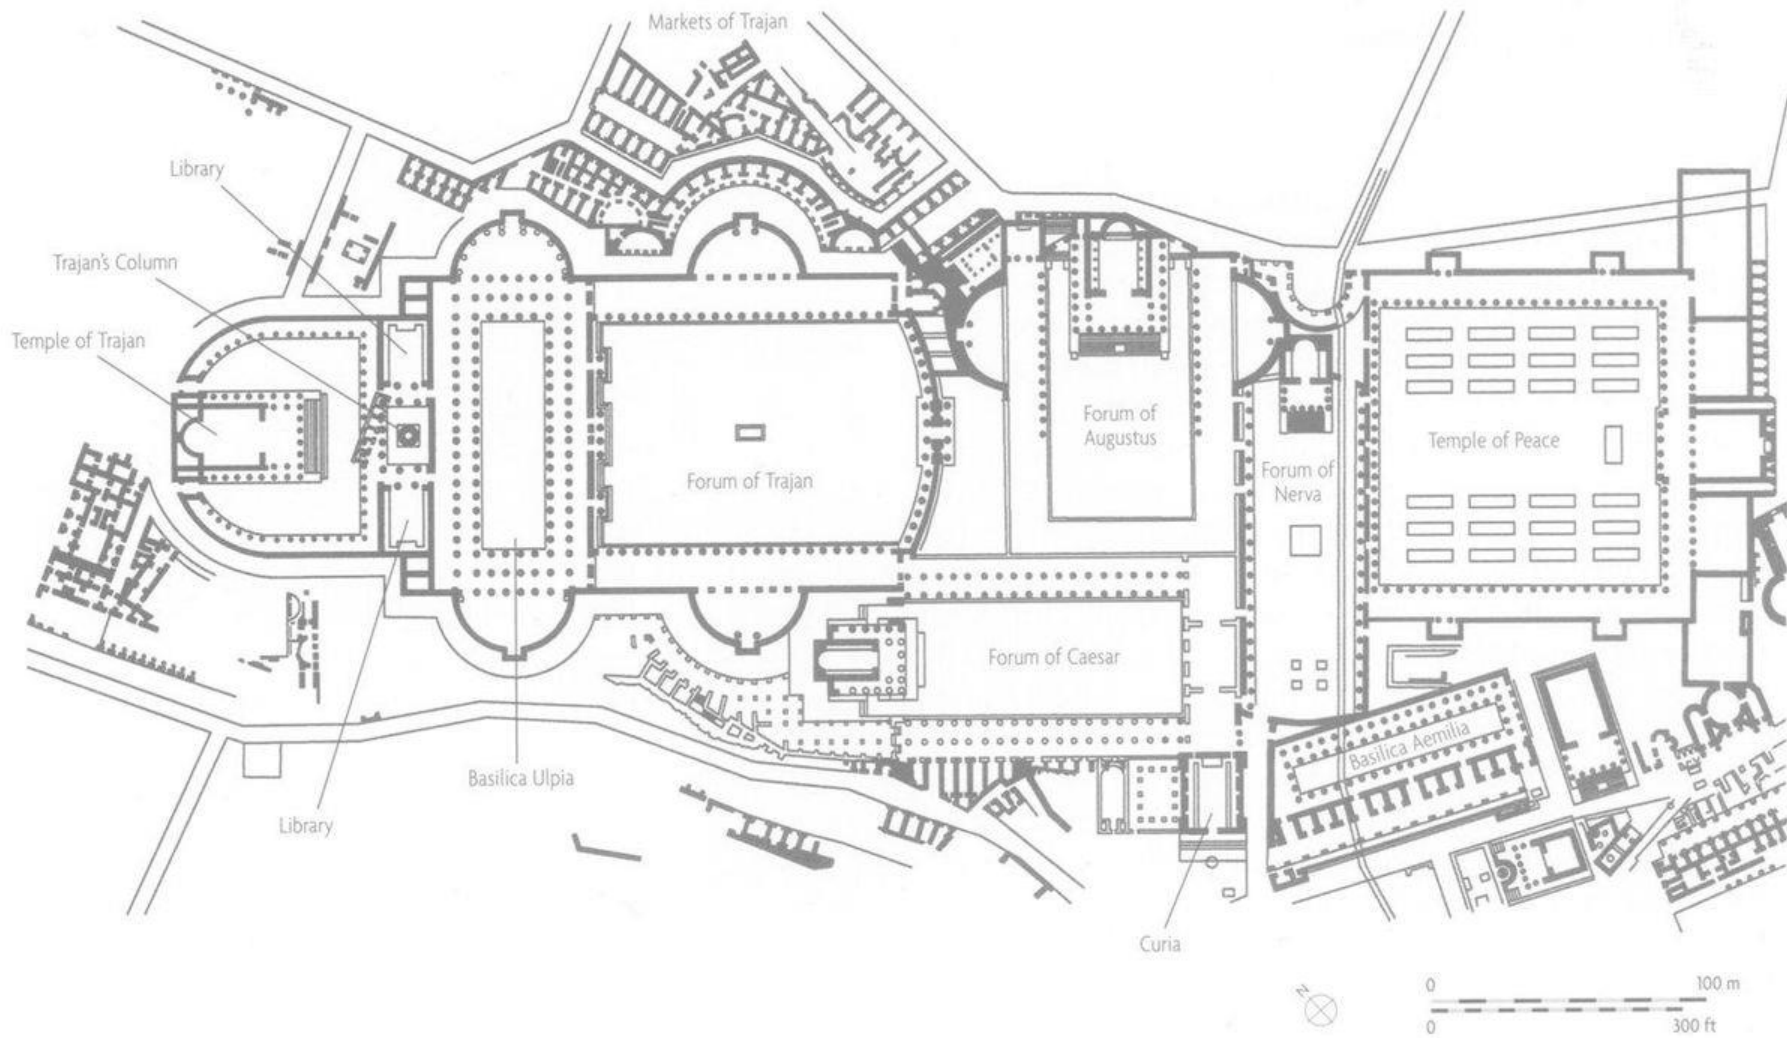 Markets of Trajan
Library
Trajan's Column
Temple of Trajan
Forum of
Augustus
Temple of Peace
Forum of
Nerva
Forum of Trajan
Forum of Caesar
Basilica Aemilia
Basilica Ulpia
Library
Curia
N
0 100 m
0 300 ft